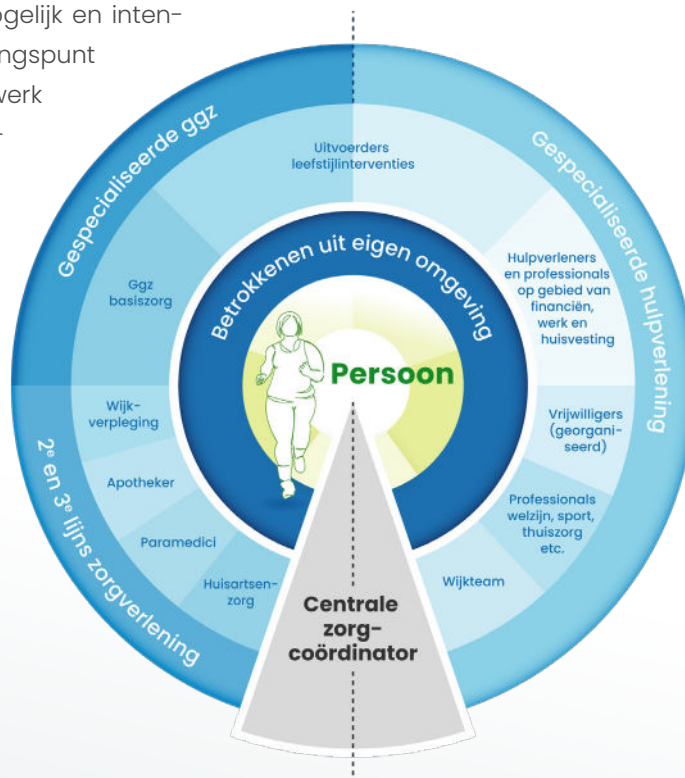 ogelijk en inten-
ngspunt
werk
Gespecialiseerde ggz
Gespecialiseerde hulpverlening
2e en 3e lijns zorgverlening
Uitvoerders
leefstijlinterventies
Ggz
basiszorg
Hulpverleners
en professionals
op gebied van
financiën,
werk en
huisvesting
Betrokkenen uit eigen omgeving
Persoon
Wijk-
verpleging
Vrijwilligers
(georgani-
seerd)
Apotheker
Professionals
welzijn, sport,
thuiszorg
etc.
Paramedici
Huisartsen-
zorg
Wijkteam
Centrale
zorg-
coördinator